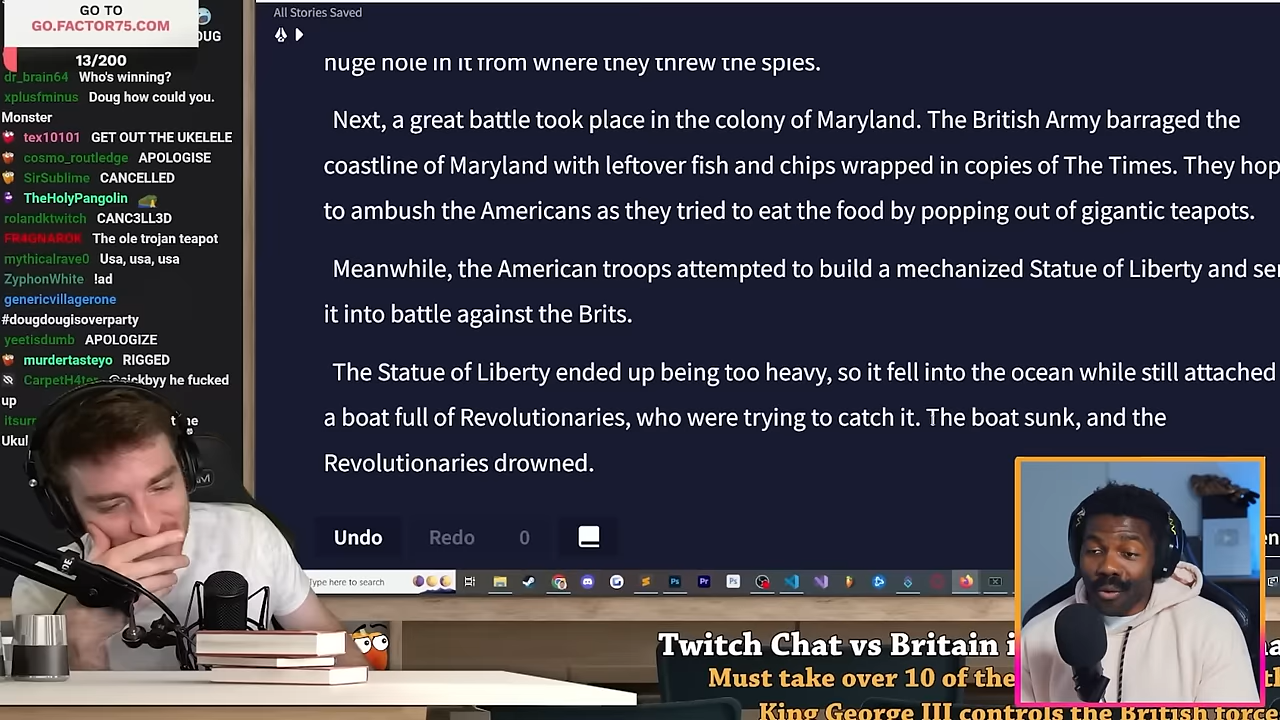 GO TO
GO.FACTOR75.COM
OUG
13/200
dr_brain64 Who's winning?
xplusfminus Doug how could you.
Monster
tex10101 GET OUT THE UKELELE
cosmo_routledge APOLOGISE
SirSublime CANCELLED
TheHolyPangolin
rolandktwitch CANC3LL3D
FR4GNAROK The ole trojan teapot
mythicalrave0 Usa, usa, usa
ZyphonWhite !ad
genericvillagerone
#dougdougisoverparty
yeetisdumb APOLOGIZE
murdertasteyo RIGGED
CarpetH4ter @sickbyy he fucked
up
itsurr
Ukul
All Stories Saved
huge hole in it from where they threw the spies.
Next, a great battle took place in the colony of Maryland. The British Army barraged the
coastline of Maryland with leftover fish and chips wrapped in copies of The Times. They hop
to ambush the Americans as they tried to eat the food by popping out of gigantic teapots.
Meanwhile, the American troops attempted to build a mechanized Statue of Liberty and se
it into battle against the Brits.
The Statue of Liberty ended up being too heavy, so it fell into the ocean while still attached
a boat full of Revolutionaries, who were trying to catch it. The boat sunk, and the
Revolutionaries drowned.
Undo Redo 0
Type here to search
Twitch Chat vs Britain i
Must take over 10 of the
King George III controls the British force